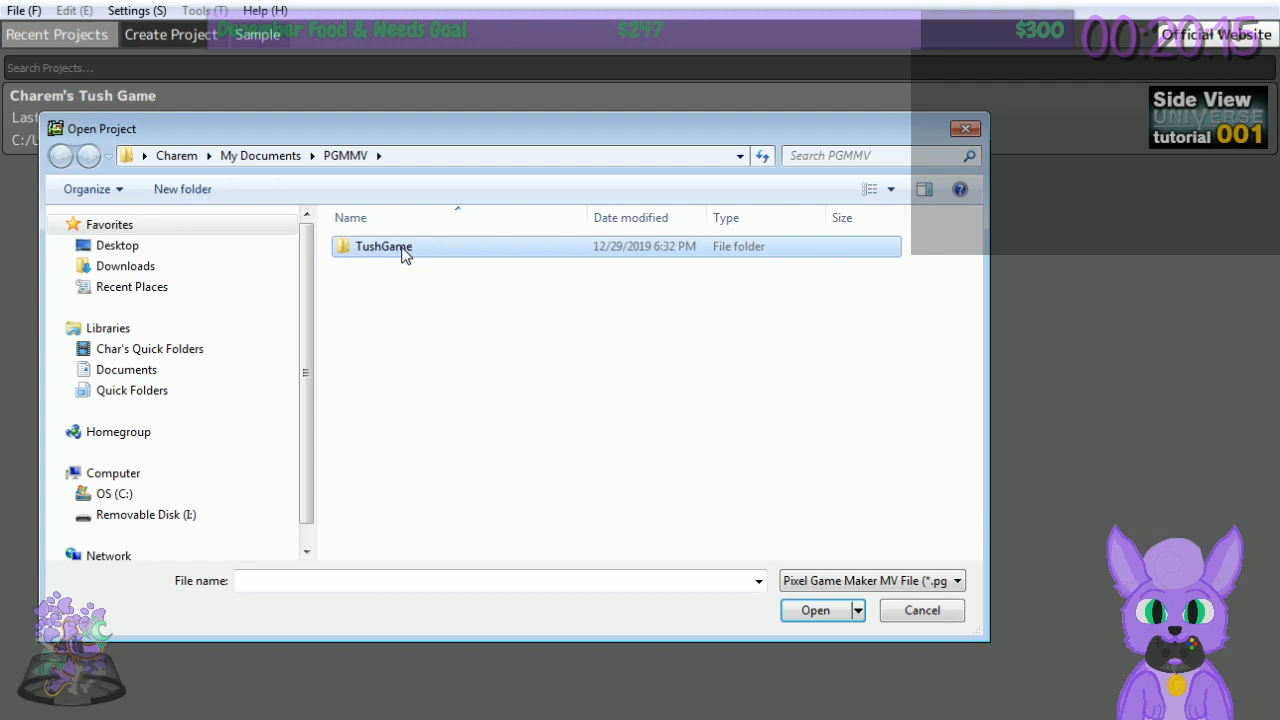 File (F) Edit (E) Settings (S) Tools (T) Help (H)
December Food & Needs Goal $247 $300
00:20:15
Recent Projects Create Project Sample Official Website
Search Projects...
Charem's Tush Game
Last
C:/U
Side View
UNIVERSE
tutorial 001
Open Project
Charem My Documents PGMMV Search PGMMV
Organize New folder
Name Date modified Type Size
TushGame 12/29/2019 6:32 PM File folder
Favorites
Desktop
Downloads
Recent Places
Libraries
Char's Quick Folders
Documents
Quick Folders
Homegroup
Computer
OS (C:)
Removable Disk (I:)
Network
File name: Pixel Game Maker MV File (*.pg
Open Cancel